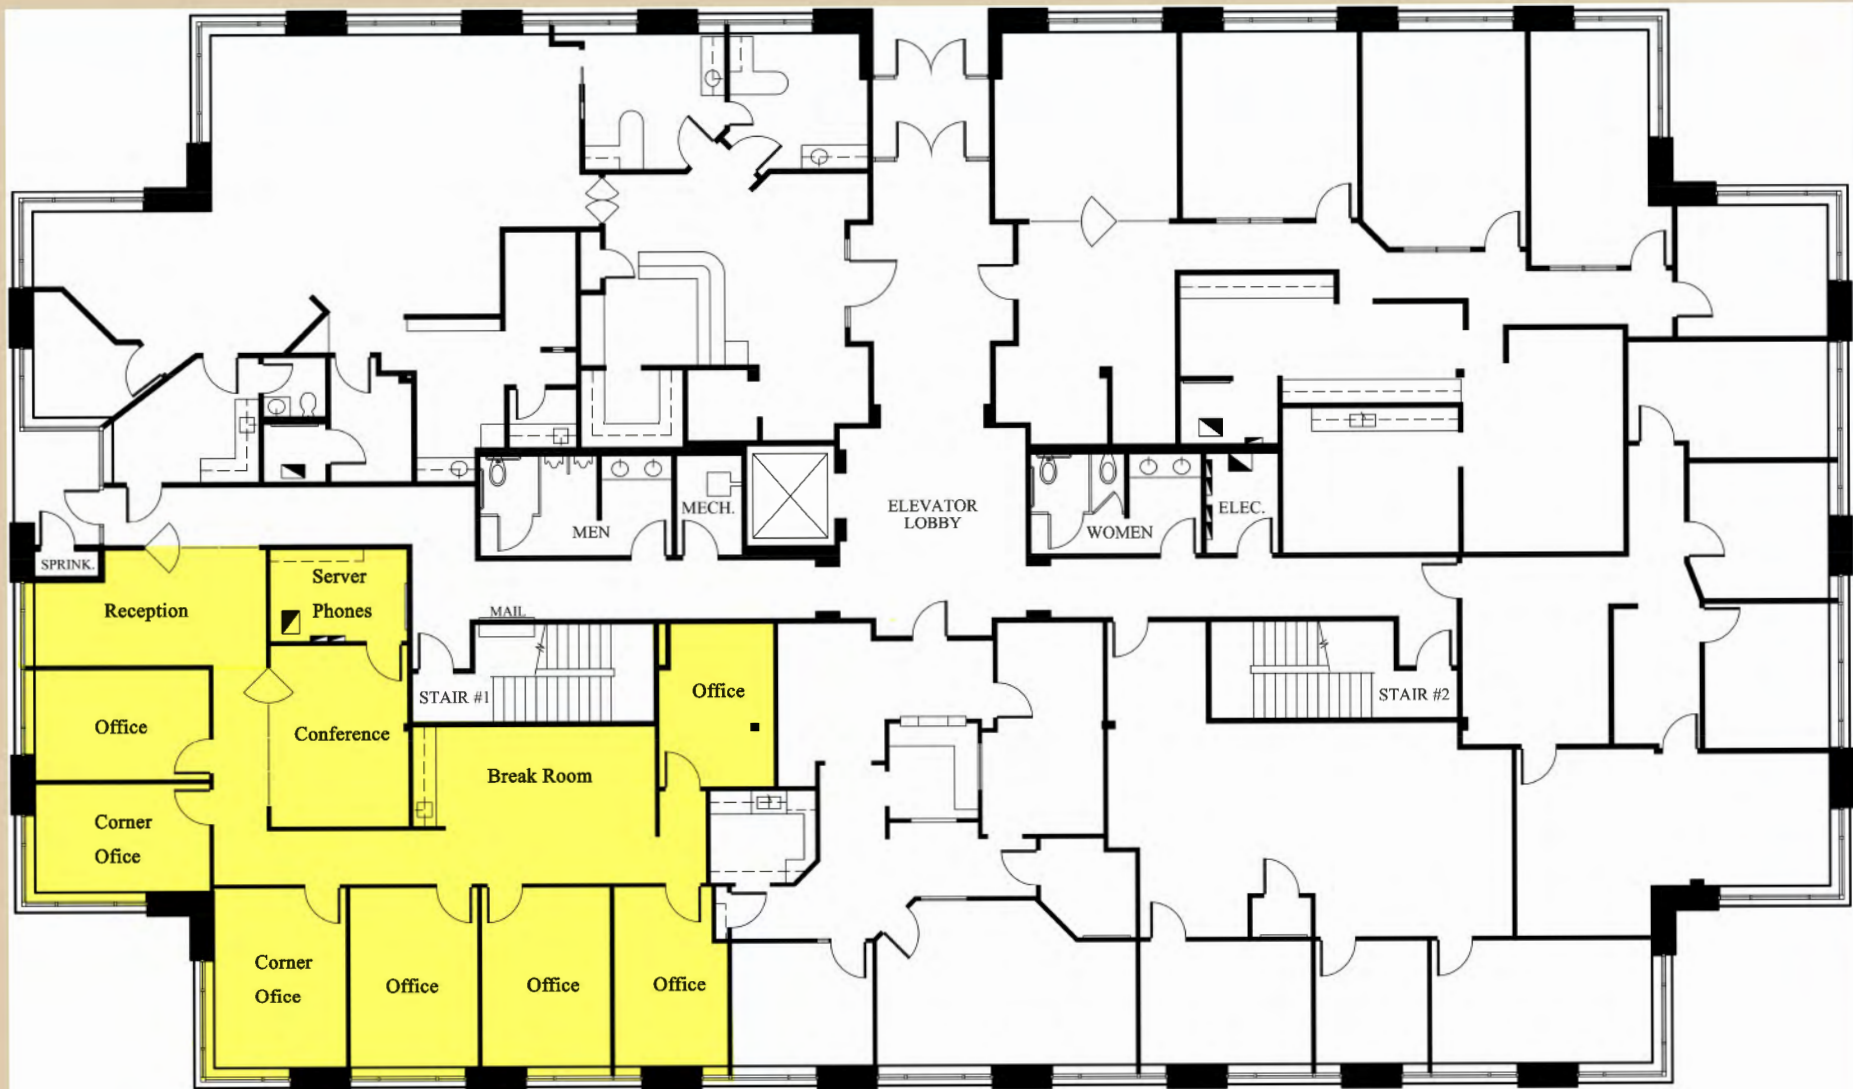 ELEVATOR
LOBBY
MECH.
ELEC.
MEN
WOMEN
SPRINK.
Server
Phones
Reception
MAIL
Office
STAIR #1
STAIR #2
Office
Conference
Break Room
Corner
Ofice
Corner
Ofice
Office
Office
Office